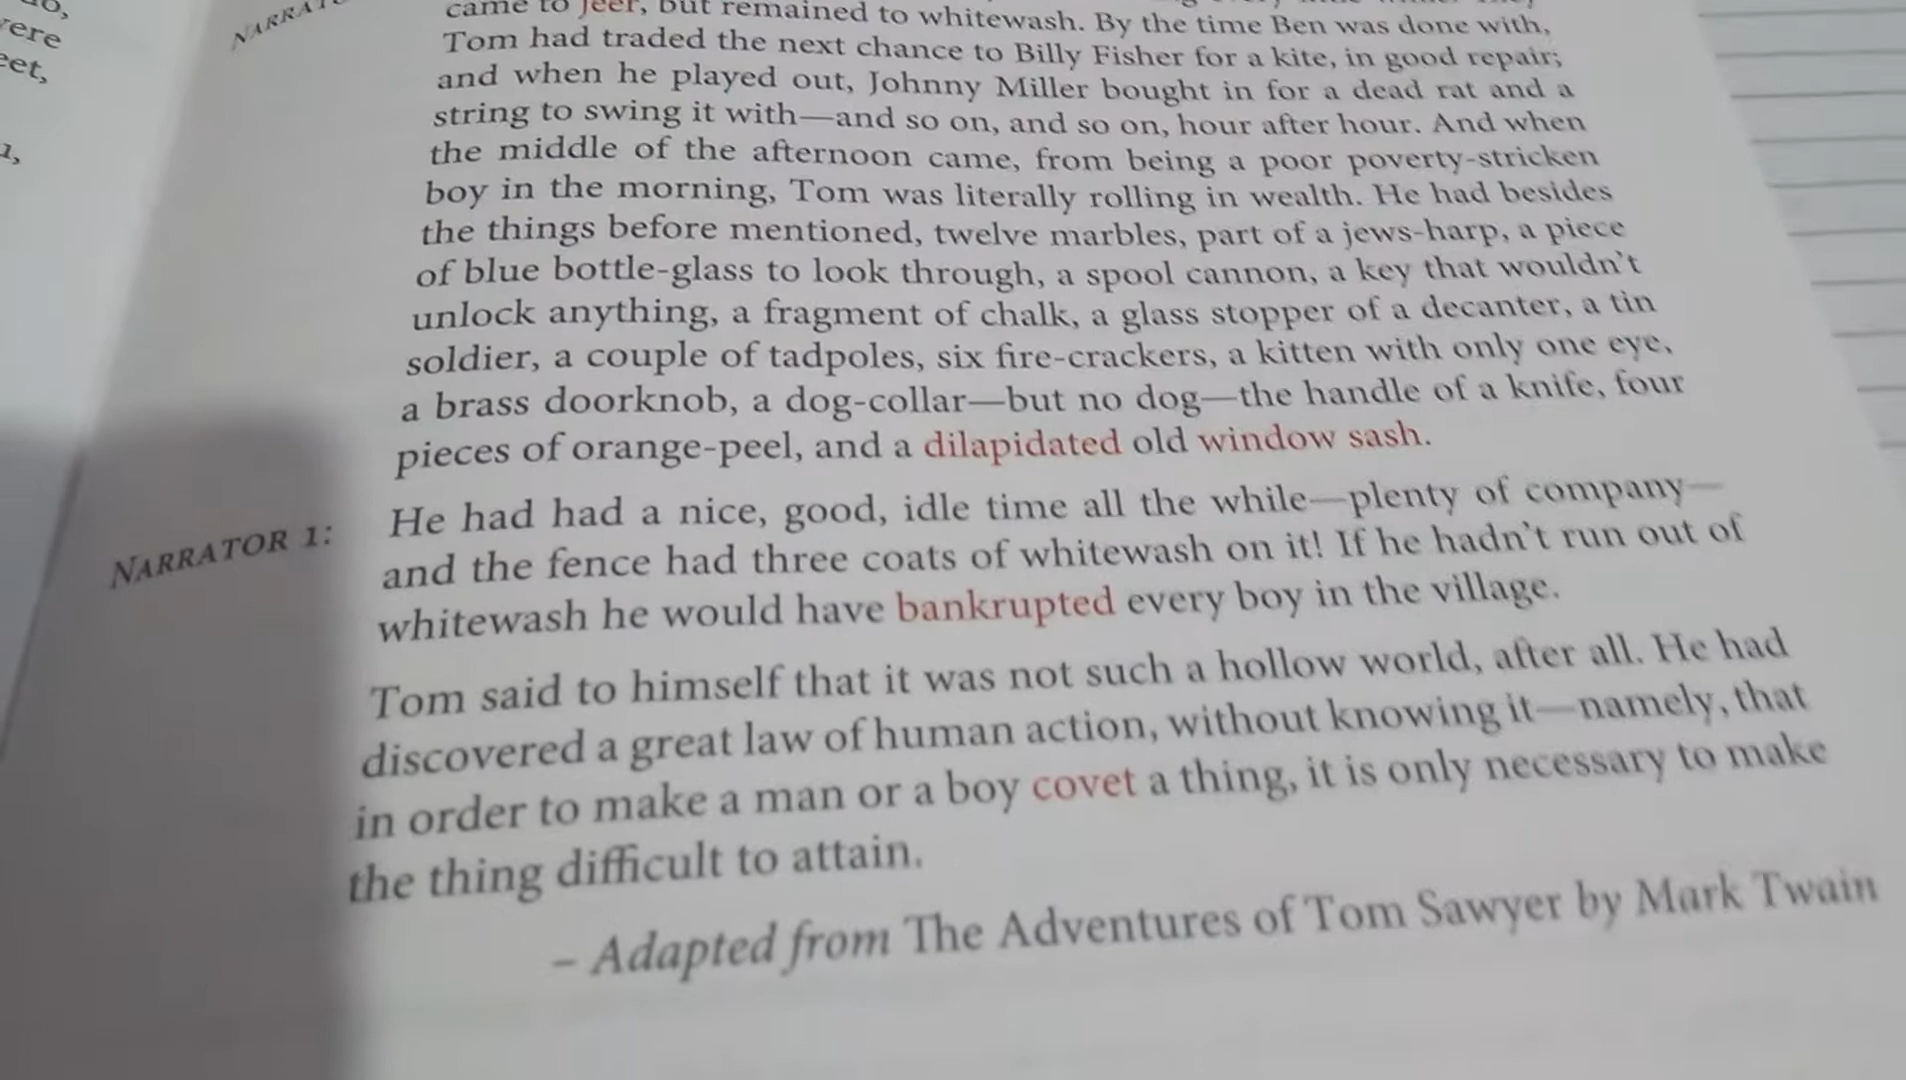 came to jeer, but remained to whitewash. By the time Ben was done with,
Tom had traded the next chance to Billy Fisher for a kite, in good repair;
and when he played out, Johnny Miller bought in for a dead rat and a
string to swing it with—and so on, and so on, hour after hour. And when
the middle of the afternoon came, from being a poor poverty-stricken
boy in the morning, Tom was literally rolling in wealth. He had besides
the things before mentioned, twelve marbles, part of a jews-harp, a piece
of blue bottle-glass to look through, a spool cannon, a key that wouldn't
unlock anything, a fragment of chalk, a glass stopper of a decanter, a tin
soldier, a couple of tadpoles, six fire-crackers, a kitten with only one eye,
a brass doorknob, a dog-collar—but no dog—the handle of a knife, four
pieces of orange-peel, and a dilapidated old window sash.
NARRATOR 1: He had had a nice, good, idle time all the while—plenty of company—
and the fence had three coats of whitewash on it! If he hadn't run out of
whitewash he would have bankrupted every boy in the village.
Tom said to himself that it was not such a hollow world, after all. He had
discovered a great law of human action, without knowing it—namely, that
in order to make a man or a boy covet a thing, it is only necessary to make
the thing difficult to attain.
– Adapted from The Adventures of Tom Sawyer by Mark Twain